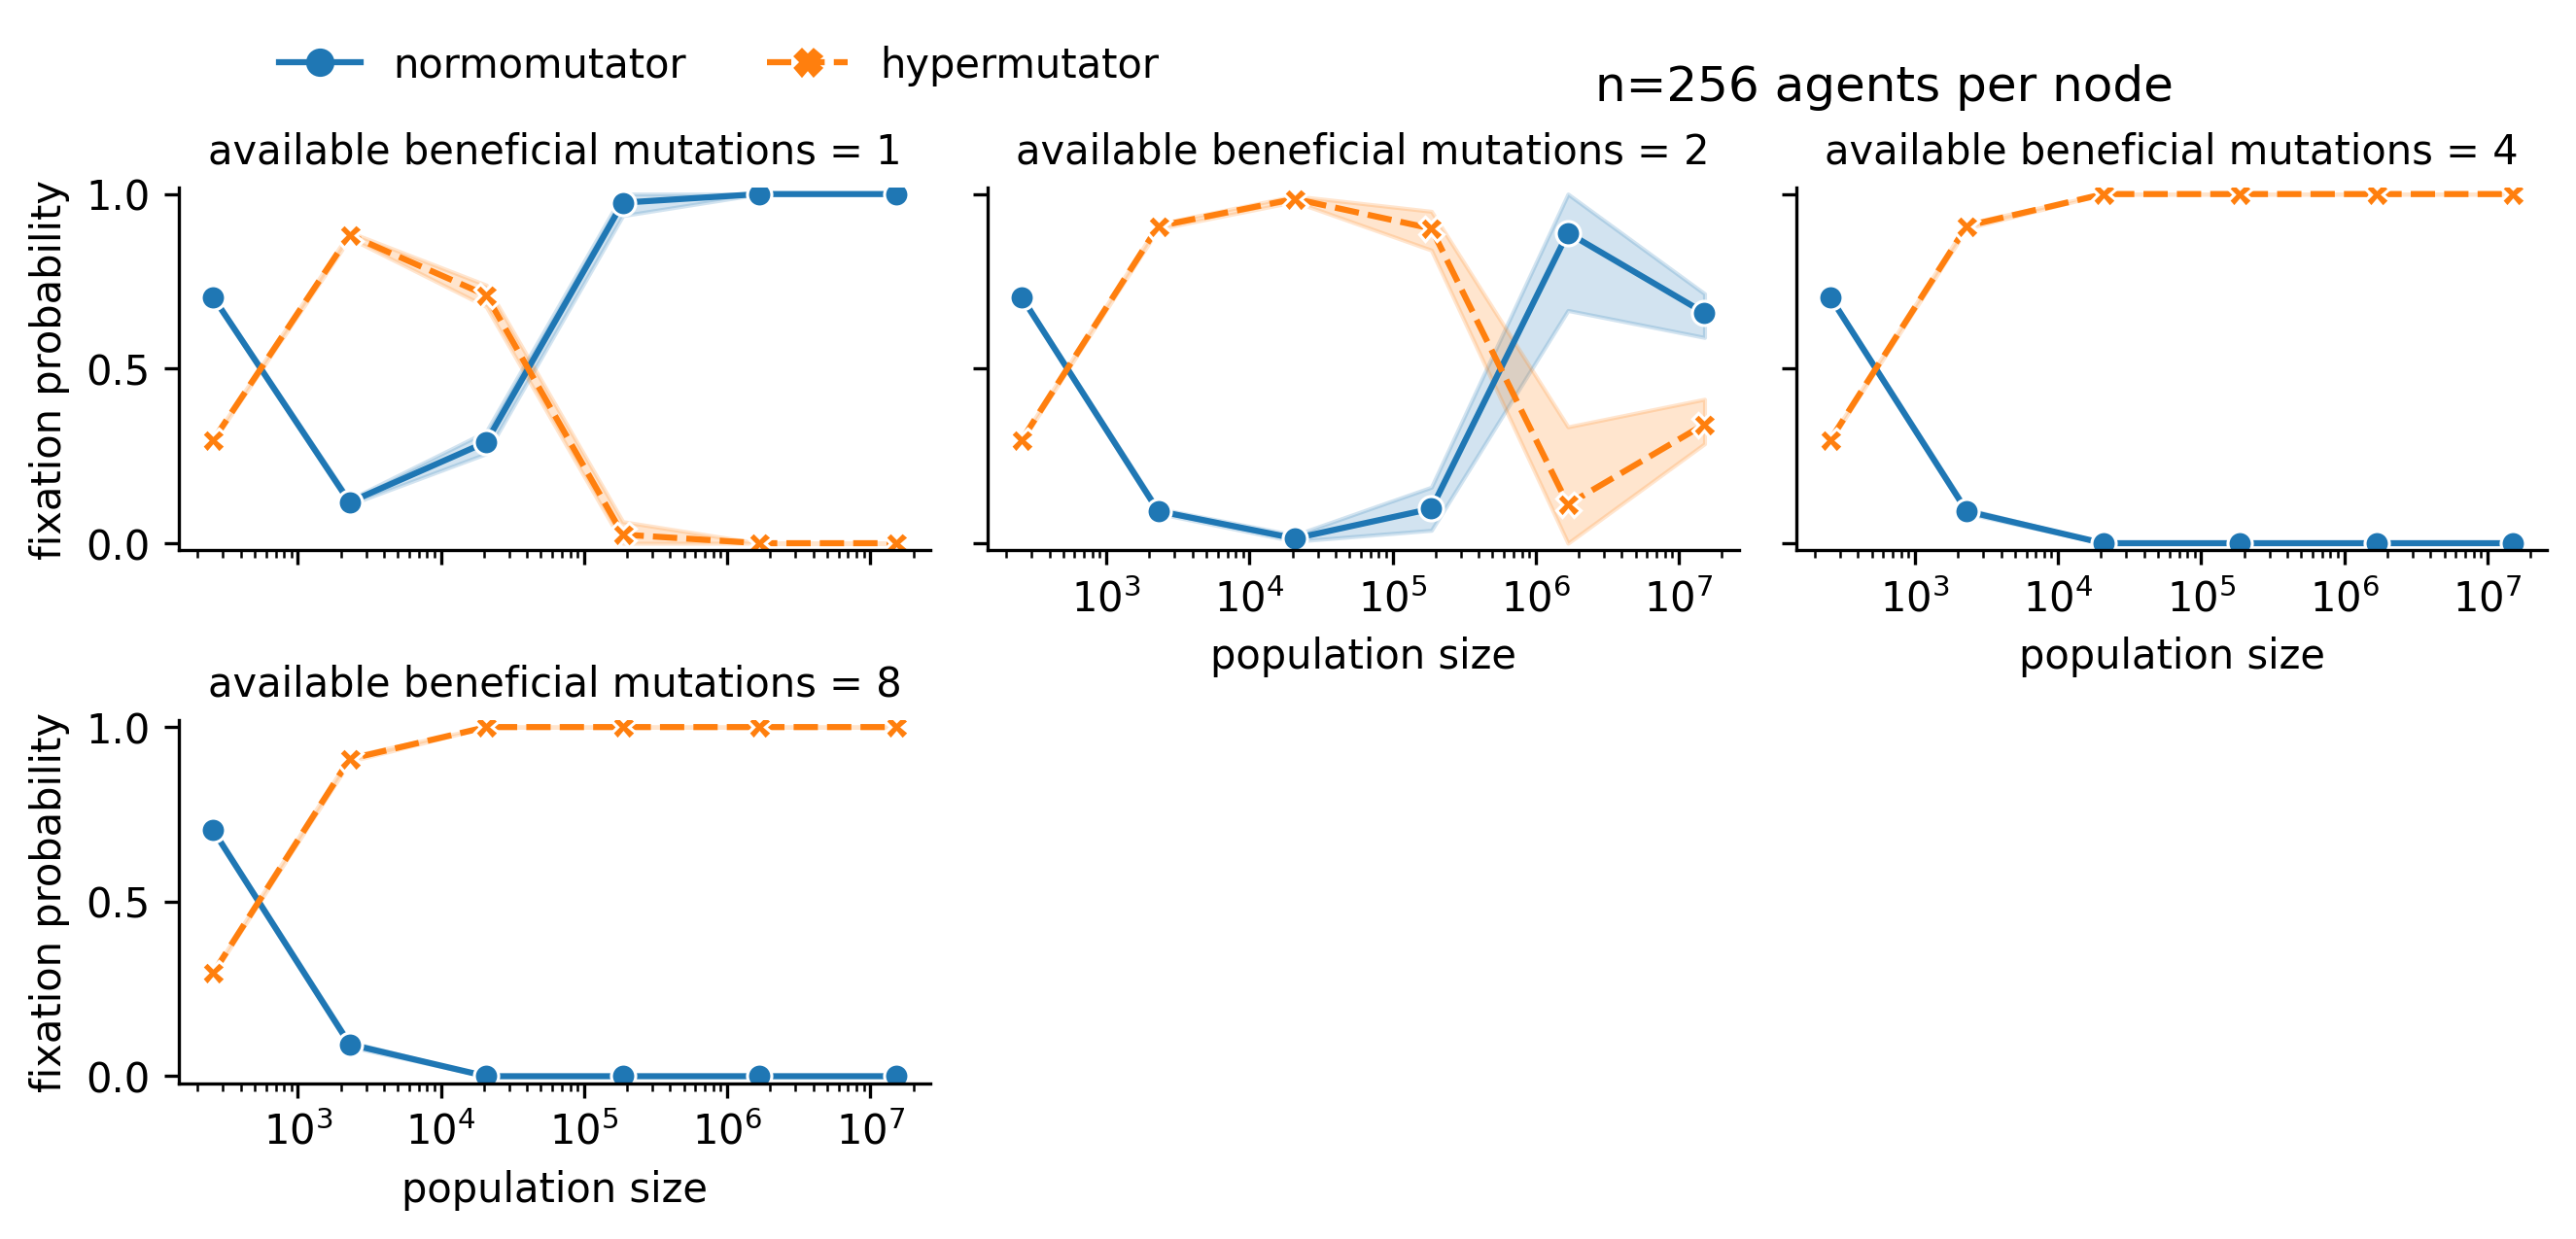 normomutator hypermutator
n=256 agents per node
available beneficial mutations = 1
available beneficial mutations = 2
available beneficial mutations = 4
fixation probability
1.0
0.5
0.0
10³ 10⁴ 10⁵ 10⁶ 10⁷
population size
10³ 10⁴ 10⁵ 10⁶ 10⁷
population size
available beneficial mutations = 8
fixation probability
1.0
0.5
0.0
10³ 10⁴ 10⁵ 10⁶ 10⁷
population size